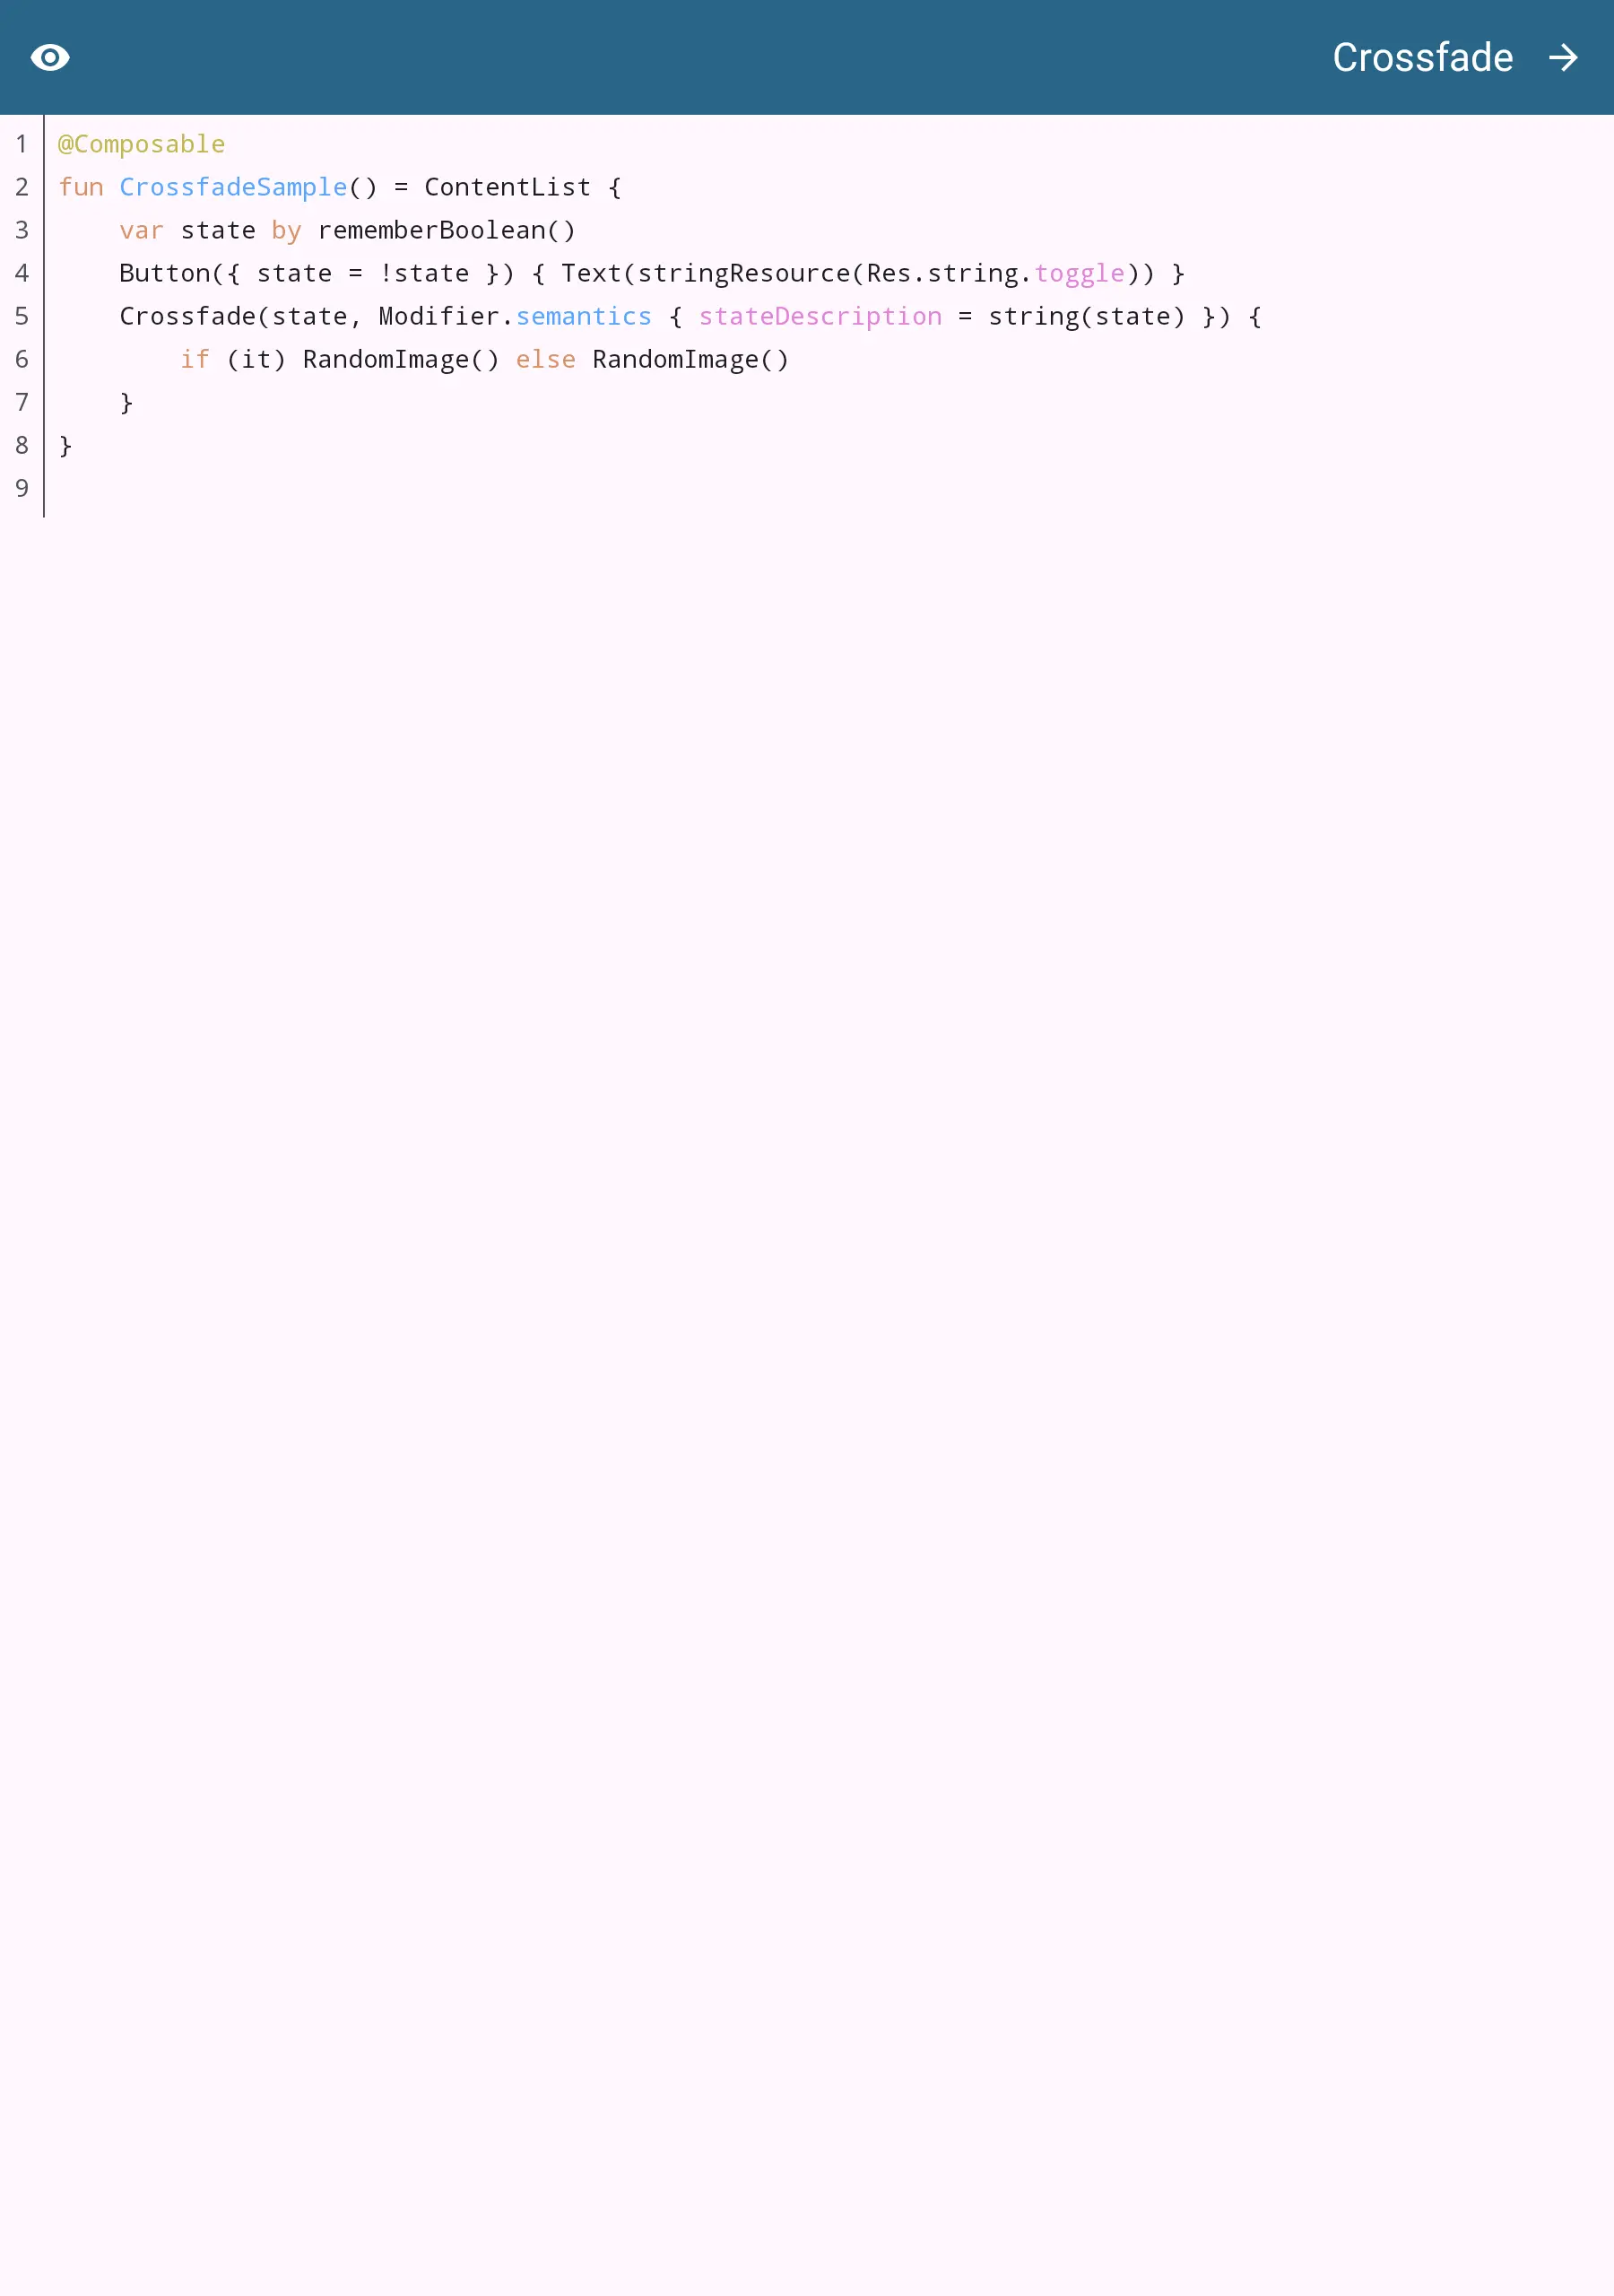 Crossfade
1 @Composable
2 fun CrossfadeSample() = ContentList {
3     var state by rememberBoolean()
4     Button({ state = !state }) { Text(stringResource(Res.string.toggle)) }
5     Crossfade(state, Modifier.semantics { stateDescription = string(state) }) {
6         if (it) RandomImage() else RandomImage()
7     }
8 }
9